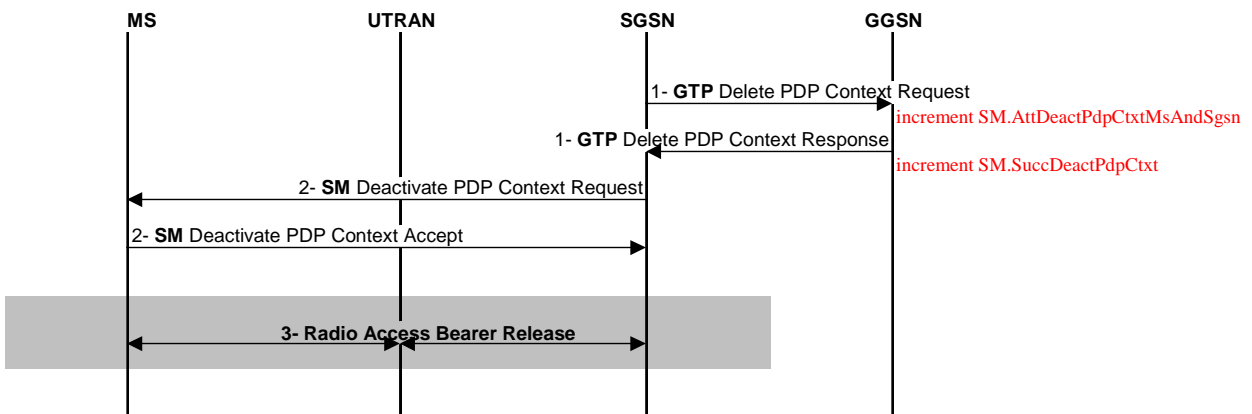 MS UTRAN SGSN GGSN
1- GTP Delete PDP Context Request
increment SM.AttDeactPdpCtxtMsAndSgsn
1- GTP Delete PDP Context Response
increment SM.SuccDeactPdpCtxt
2- SM Deactivate PDP Context Request
2- SM Deactivate PDP Context Accept
3- Radio Access Bearer Release